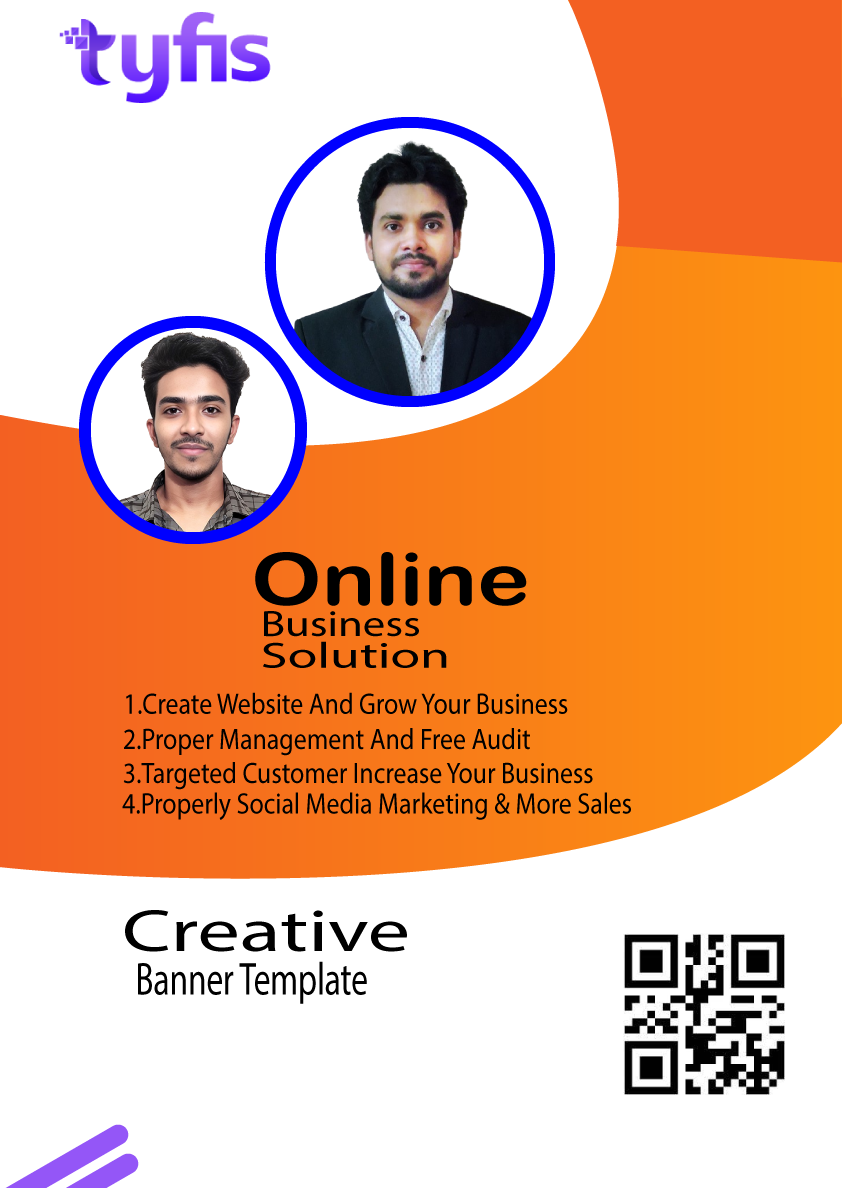 tyfis
Online
Business
Solution
1.Create Website And Grow Your Business
2.Proper Management And Free Audit
3.Targeted Customer Increase Your Business
4.Properly Social Media Marketing & More Sales
Creative
Banner Template